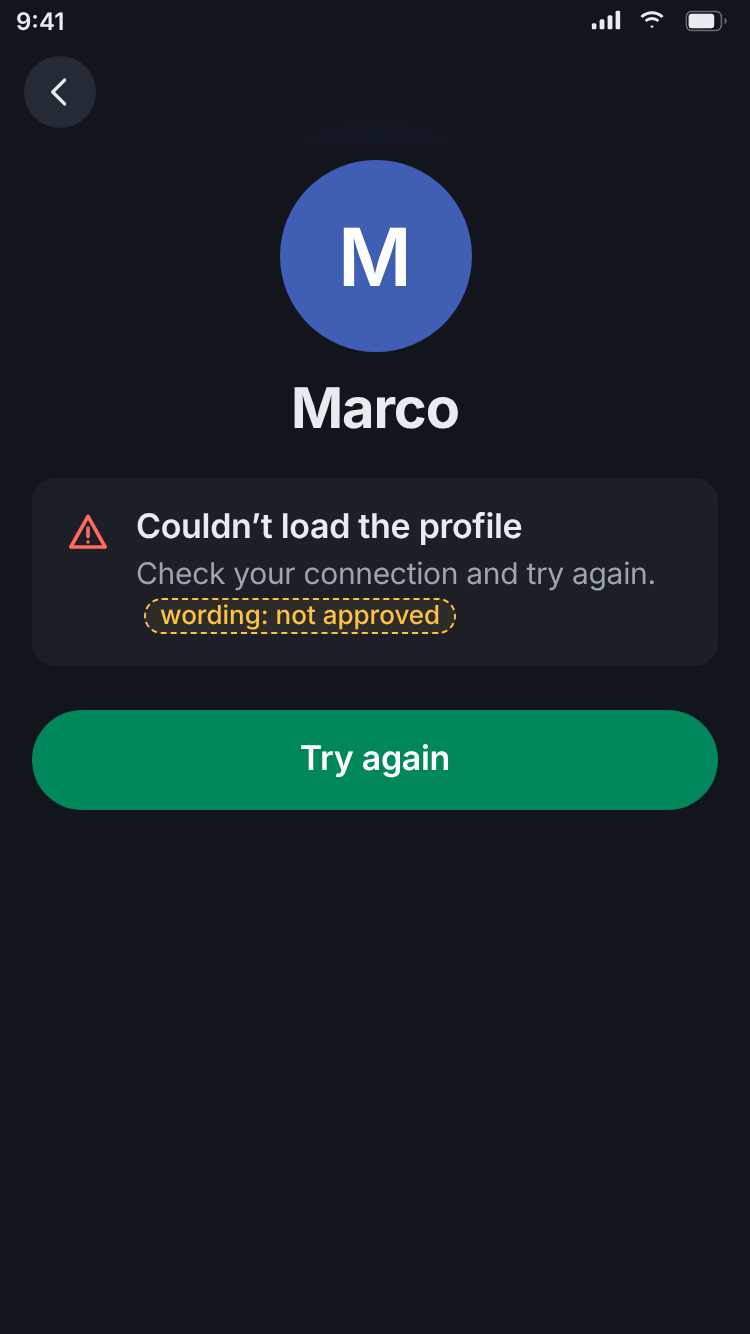 9:41
M
Marco
Couldn’t load the profile
Check your connection and try again.
wording: not approved
Try again